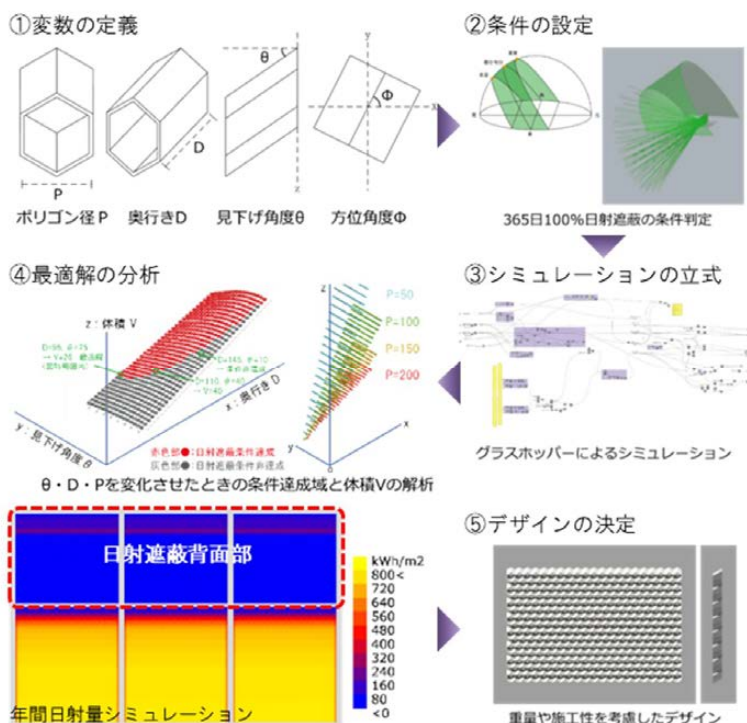 ①変数の定義
θ
y
x
Φ
D
P
z
x
ポリゴン径P
奥行きD
見下げ角度θ
方位角度Φ
②条件の設定
365日100%日射遮蔽の条件判定
③シミュレーションの立式
グラスホッパーによるシミュレーション
④最適解の分析
z:体積V
x:奥行きD
y:見下げ角度θ
赤色部●:日射遮蔽条件達成
灰色部●:日射遮蔽条件非達成
z
P=50
P=100
P=150
P=200
y
x
0
θ・D・Pを変化させたときの条件達成域と体積Vの解析
日射遮蔽背面部
kWh/m2
800<
720
640
560
480
400
320
240
160
80
<0
年間日射量シミュレーション
⑤デザインの決定
重量や施工性を考慮したデザイン